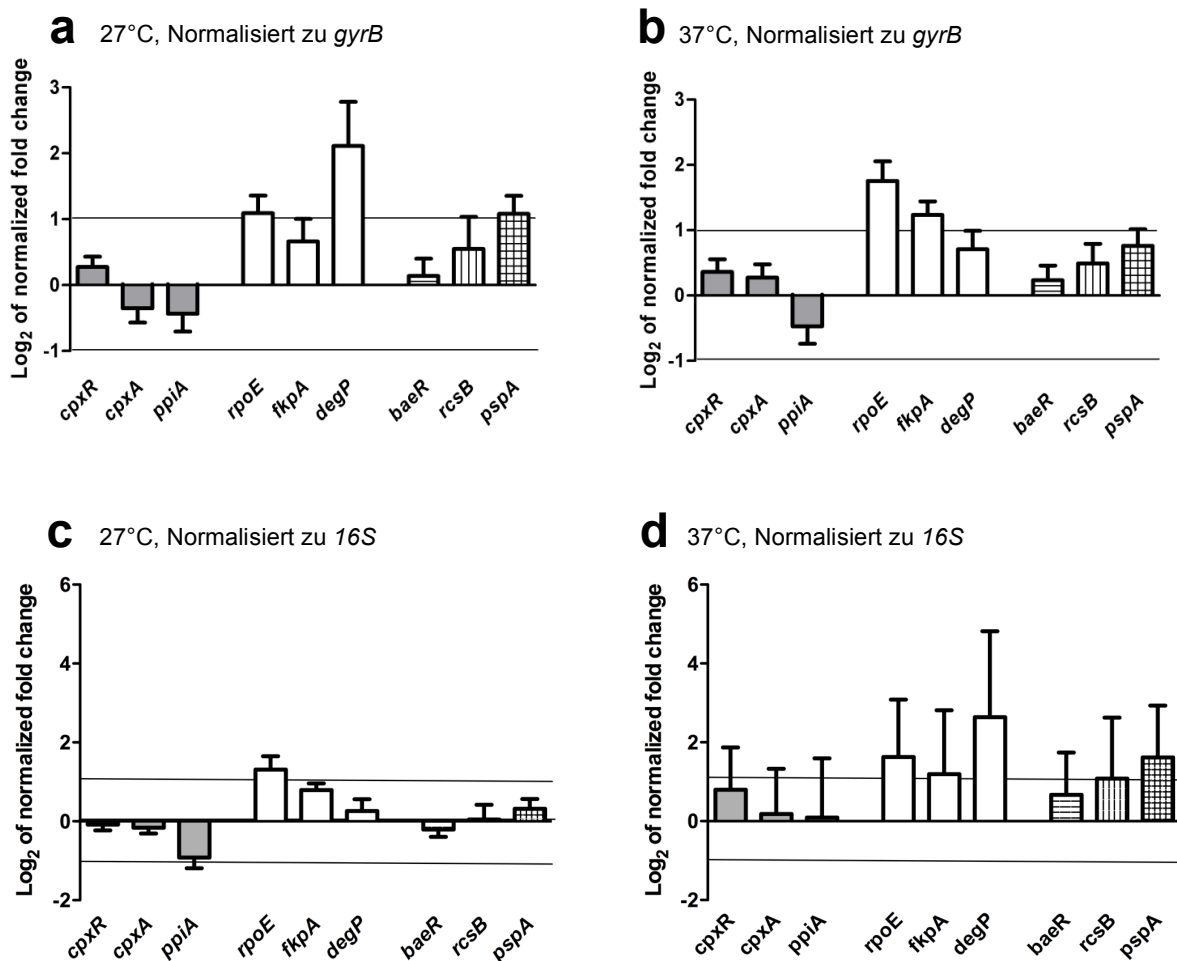 a 27°C, Normalisiert zu gyrB
Log2 of normalized fold change
3
2
1
0
-1
cpxR cpxA ppiA rpoE fkpA degP baeR rcsB pspA
b 37°C, Normalisiert zu gyrB
Log2 of normalized fold change
3
2
1
0
-1
cpxR cpxA ppiA rpoE fkpA degP baeR rcsB pspA
c 27°C, Normalisiert zu 16S
Log2 of normalized fold change
6
4
2
0
-2
cpxR cpxA ppiA rpoE fkpA degP baeR rcsB pspA
d 37°C, Normalisiert zu 16S
Log2 of normalized fold change
6
4
2
0
-2
cpxR cpxA ppiA rpoE fkpA degP baeR rcsB pspA